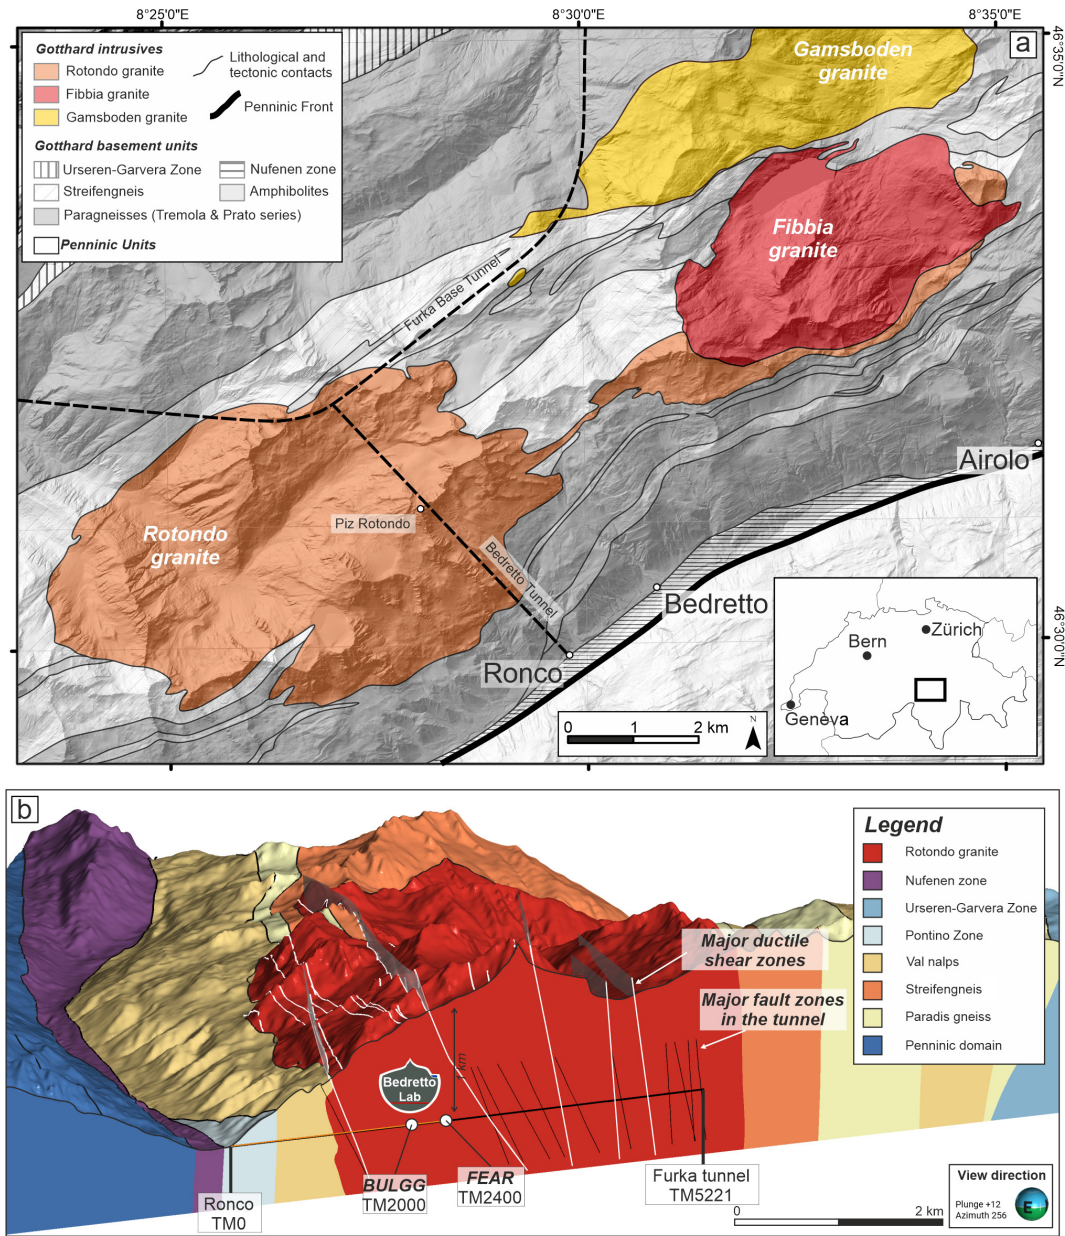 8°25'0"E
8°30'0"E
8°35'0"E
a
46°35'0"N
46°30'0"N
Gotthard intrusives
Rotondo granite
Fibbia granite
Gamsboden granite
Lithological and
tectonic contacts
Penninic Front
Gotthard basement units
Urseren-Garvera Zone
Nufenen zone
Streifengneis
Amphibolites
Paragneisses (Tremola & Prato series)
Penninic Units
Gamsboden
granite
Fibbia
granite
Furka Base Tunnel
Rotondo
granite
Piz Rotondo
Bedretto Tunnel
Airolo
Bedretto
Ronco
0 1 2 km
N
Bern
Zürich
Geneva
b
Legend
Rotondo granite
Nufenen zone
Urseren-Garvera Zone
Pontino Zone
Val nalps
Streifengneis
Paradis gneiss
Penninic domain
Major ductile
shear zones
Major fault zones
in the tunnel
Bedretto
Lab
BULGG
TM2000
FEAR
TM2400
Ronco
TM0
Furka tunnel
TM5221
0 2 km
View direction
Plunge +12
Azimuth 256
E